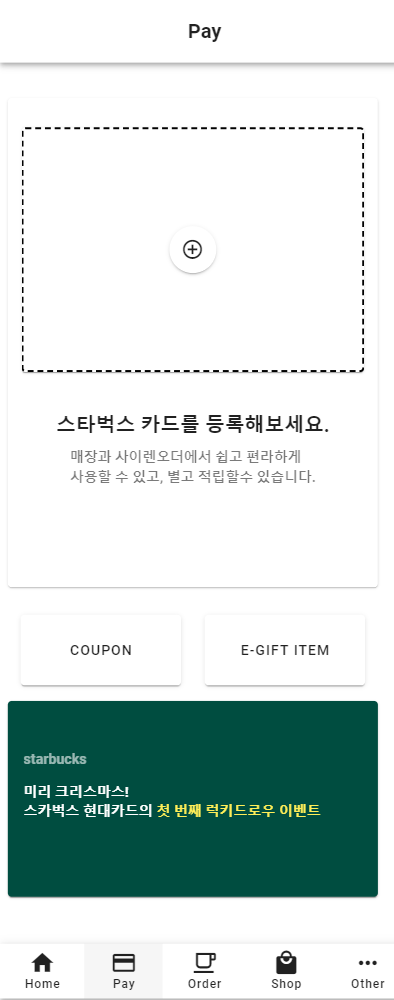 Pay
스타벅스 카드를 등록해보세요.
매장과 사이렌오더에서 쉽고 편라하게
사용할 수 있고, 별고 적립할수 있습니다.
COUPON
E-GIFT ITEM
starbucks
미리 크리스마스!
스카벅스 현대카드의 첫 번째 럭키드로우 이벤트
Home
Pay
Order
Shop
Other